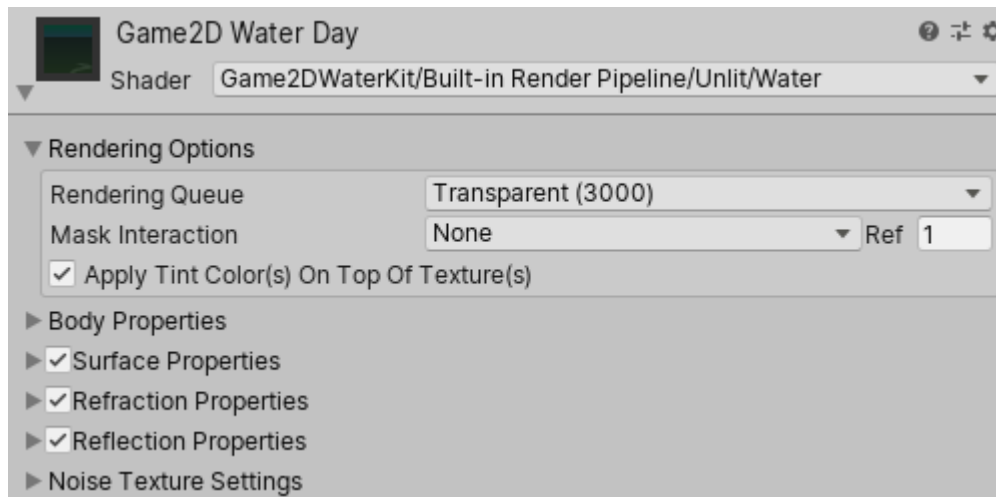 Game2D Water Day
Shader Game2DWaterKit/Built-in Render Pipeline/Unlit/Water
Rendering Options
Rendering Queue Transparent (3000)
Mask Interaction None Ref 1
Apply Tint Color(s) On Top Of Texture(s)
Body Properties
Surface Properties
Refraction Properties
Reflection Properties
Noise Texture Settings